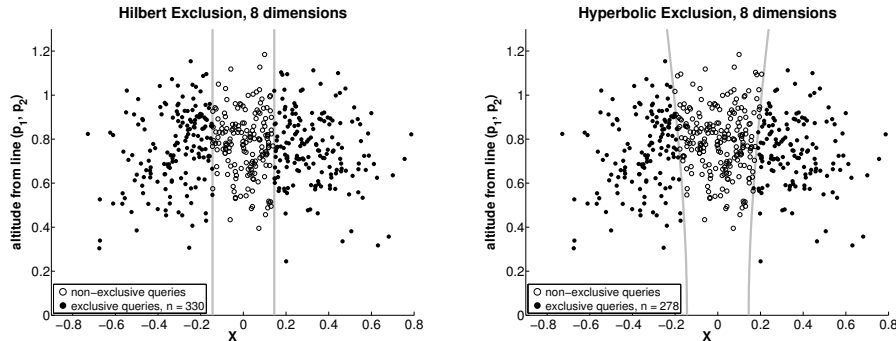 Hilbert Exclusion, 8 dimensions
altitude from line (p1, p2)
1.2
1
0.8
0.6
0.4
0.2
0
non-exclusive queries
exclusive queries, n = 330
−0.8 −0.6 −0.4 −0.2 0 0.2 0.4 0.6 0.8
X
Hyperbolic Exclusion, 8 dimensions
altitude from line (p1, p2)
1.2
1
0.8
0.6
0.4
0.2
0
non-exclusive queries
exclusive queries, n = 278
−0.8 −0.6 −0.4 −0.2 0 0.2 0.4 0.6 0.8
X